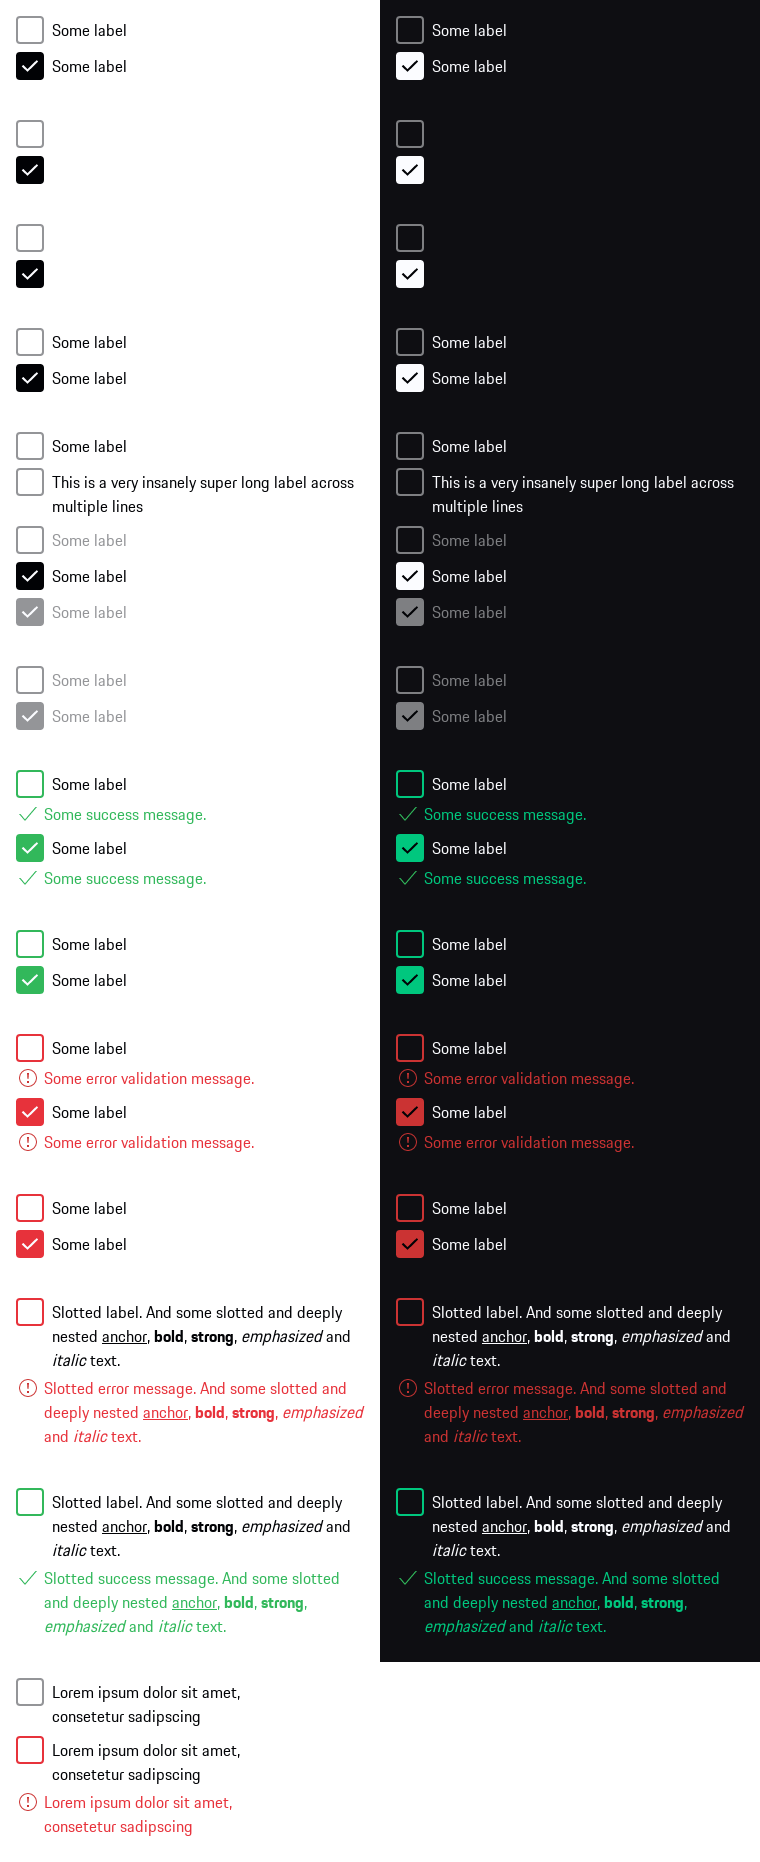 Some label
Some label
Some label
Some label
Some label
This is a very insanely super long label across
multiple lines
Some label
Some label
Some label
Some label
Some label
Some label
Some success message.
Some label
Some success message.
Some label
Some label
Some label
Some error validation message.
Some label
Some error validation message.
Some label
Some label
Slotted label. And some slotted and deeply
nested anchor, bold, strong, emphasized and
italic text.
Slotted error message. And some slotted and
deeply nested anchor, bold, strong, emphasized
and italic text.
Slotted label. And some slotted and deeply
nested anchor, bold, strong, emphasized and
italic text.
Slotted success message. And some slotted
and deeply nested anchor, bold, strong,
emphasized and italic text.
Lorem ipsum dolor sit amet,
consetetur sadipscing
Lorem ipsum dolor sit amet,
consetetur sadipscing
Lorem ipsum dolor sit amet,
consetetur sadipscing
Some label
Some label
Some label
Some label
Some label
This is a very insanely super long label across
multiple lines
Some label
Some label
Some label
Some label
Some label
Some label
Some success message.
Some label
Some success message.
Some label
Some label
Some label
Some error validation message.
Some label
Some error validation message.
Some label
Some label
Slotted label. And some slotted and deeply
nested anchor, bold, strong, emphasized and
italic text.
Slotted error message. And some slotted and
deeply nested anchor, bold, strong, emphasized
and italic text.
Slotted label. And some slotted and deeply
nested anchor, bold, strong, emphasized and
italic text.
Slotted success message. And some slotted
and deeply nested anchor, bold, strong,
emphasized and italic text.